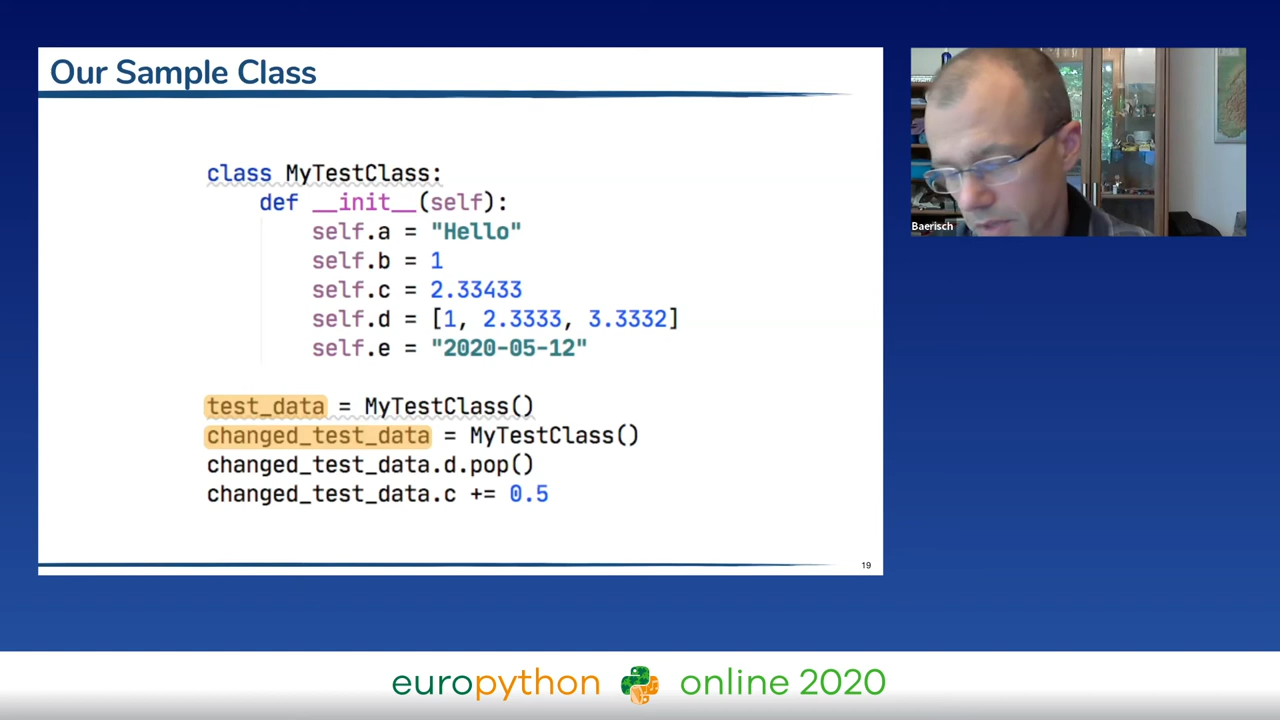 Our Sample Class
class MyTestClass:
def __init__(self):
self.a = "Hello"
self.b = 1
self.c = 2.33433
self.d = [1, 2.3333, 3.3332]
self.e = "2020-05-12"
test_data = MyTestClass()
changed_test_data = MyTestClass()
changed_test_data.d.pop()
changed_test_data.c += 0.5
19
Baerisch
europython online 2020